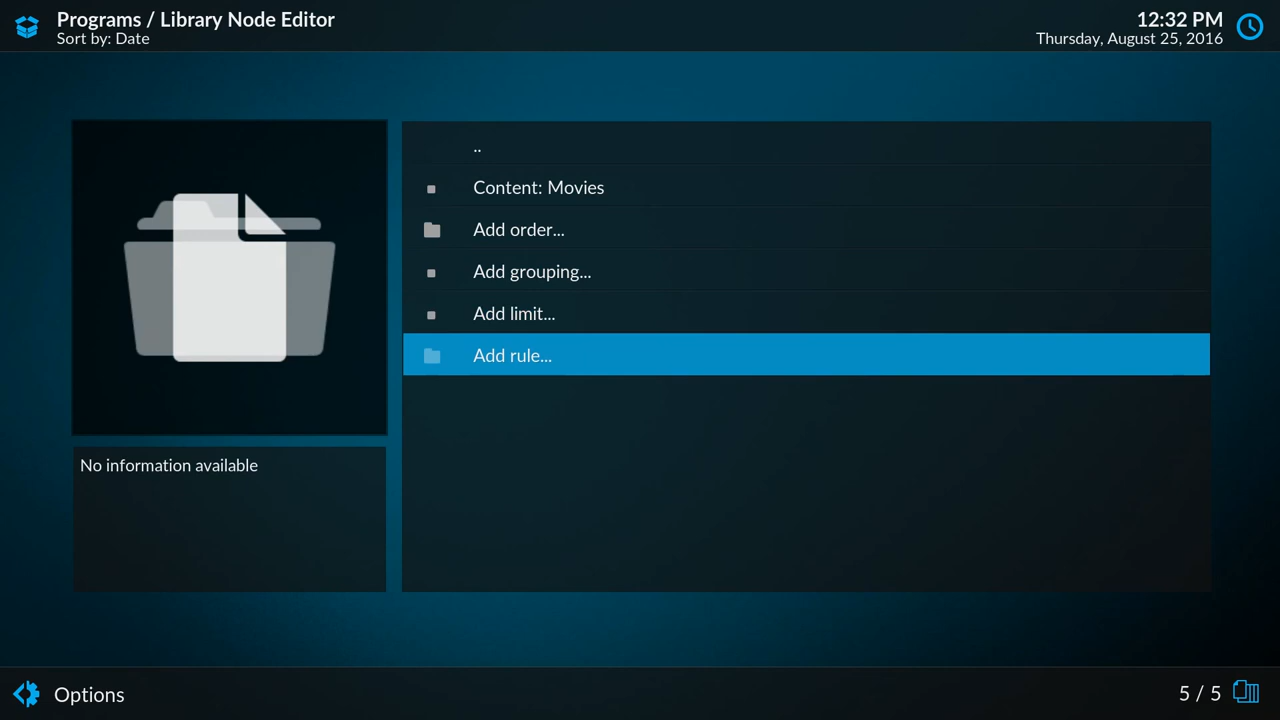 Programs / Library Node Editor
Sort by: Date
12:32 PM
Thursday, August 25, 2016
..
Content: Movies
Add order...
Add grouping...
Add limit...
Add rule...
No information available
Options
5 / 5